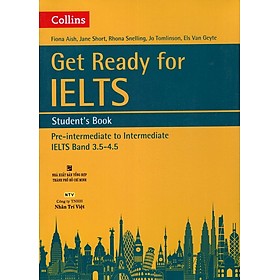 Collins
Fiona Aish, Jane Short, Rhona Snelling, Jo Tomlinson, Els Van Geyte
Get Ready for
IELTS
Student's Book
Pre-intermediate to Intermediate
IELTS Band 3.5-4.5
NHÀ XUẤT BẢN TỔNG HỢP
THÀNH PHỐ HỒ CHÍ MINH
NTV
Công ty TNHH
Nhân Trí Việt